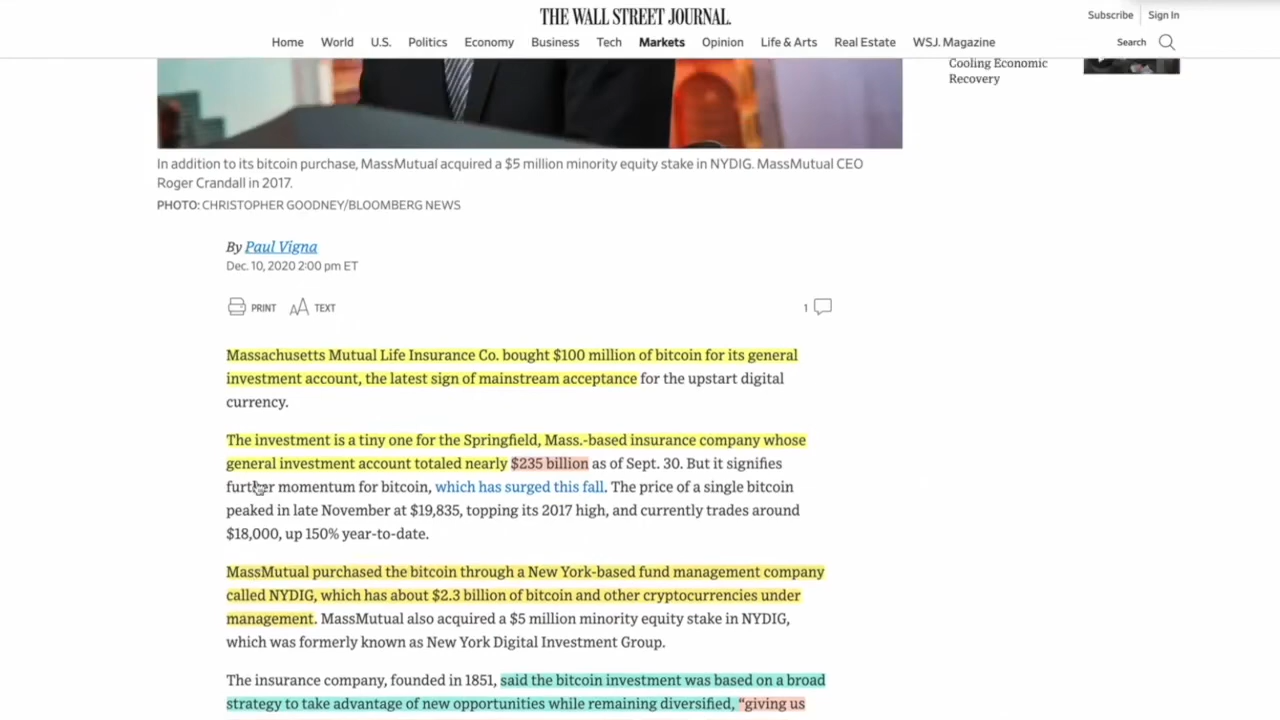 THE WALL STREET JOURNAL.
Subscribe Sign In
Home World U.S. Politics Economy Business Tech Markets Opinion Life & Arts Real Estate WSJ. Magazine Search
Cooling Economic
Recovery
In addition to its bitcoin purchase, MassMutual acquired a $5 million minority equity stake in NYDIG. MassMutual CEO
Roger Crandall in 2017.
PHOTO: CHRISTOPHER GOODNEY/BLOOMBERG NEWS
By Paul Vigna
Dec. 10, 2020 2:00 pm ET
PRINT AA TEXT 1
Massachusetts Mutual Life Insurance Co. bought $100 million of bitcoin for its general
investment account, the latest sign of mainstream acceptance for the upstart digital
currency.
The investment is a tiny one for the Springfield, Mass.-based insurance company whose
general investment account totaled nearly $235 billion as of Sept. 30. But it signifies
further momentum for bitcoin, which has surged this fall. The price of a single bitcoin
peaked in late November at $19,835, topping its 2017 high, and currently trades around
$18,000, up 150% year-to-date.
MassMutual purchased the bitcoin through a New York-based fund management company
called NYDIG, which has about $2.3 billion of bitcoin and other cryptocurrencies under
management. MassMutual also acquired a $5 million minority equity stake in NYDIG,
which was formerly known as New York Digital Investment Group.
The insurance company, founded in 1851, said the bitcoin investment was based on a broad
strategy to take advantage of new opportunities while remaining diversified, "giving us